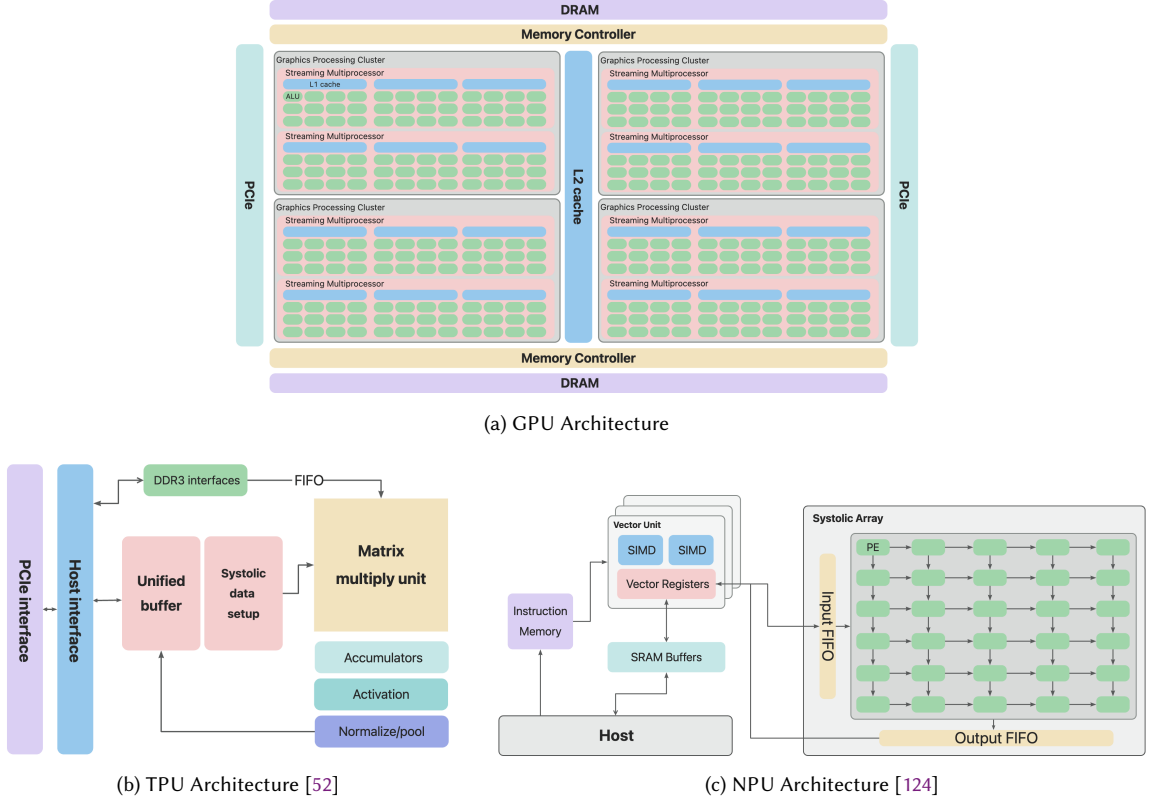 DRAM
Memory Controller
PCIe
Graphics Processing Cluster
Streaming Multiprocessor
L1 cache
ALU
Streaming Multiprocessor
Graphics Processing Cluster
Streaming Multiprocessor
Streaming Multiprocessor
L2 cache
Graphics Processing Cluster
Streaming Multiprocessor
Streaming Multiprocessor
Graphics Processing Cluster
Streaming Multiprocessor
Streaming Multiprocessor
PCIe
Memory Controller
DRAM
(a) GPU Architecture
PCIe interface
Host interface
DDR3 interfaces
FIFO
Unified
buffer
Systolic
data
setup
Matrix
multiply unit
Accumulators
Activation
Normalize/pool
(b) TPU Architecture [52]
Vector Unit
SIMD SIMD
Vector Registers
Instruction
Memory
SRAM Buffers
Host
Systolic Array
Input FIFO
PE
Output FIFO
(c) NPU Architecture [124]